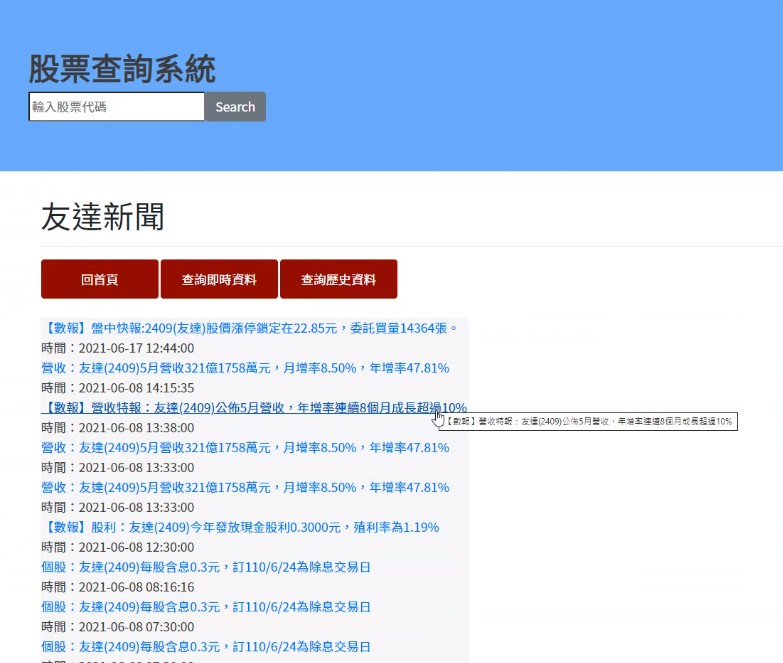 股票查詢系統
輸入股票代碼 Search
友達新聞
回首頁 查詢即時資料 查詢歷史資料
【數報】盤中快報:2409(友達)股價漲停鎖定在22.85元，委託買量14364張。
時間：2021-06-17 12:44:00
營收：友達(2409)5月營收321億1758萬元，月增率8.50%，年增率47.81%
時間：2021-06-08 14:15:35
【數報】營收特報：友達(2409)公佈5月營收，年增率連續8個月成長超過10%
【數報】營收特報：友達(2409)公佈5月營收，年增率連續8個月成長超過10%
時間：2021-06-08 13:38:00
營收：友達(2409)5月營收321億1758萬元，月增率8.50%，年增率47.81%
時間：2021-06-08 13:33:00
營收：友達(2409)5月營收321億1758萬元，月增率8.50%，年增率47.81%
時間：2021-06-08 13:33:00
【數報】股利：友達(2409)今年發放現金股利0.3000元，殖利率為1.19%
時間：2021-06-08 12:30:00
個股：友達(2409)每股含息0.3元，訂110/6/24為除息交易日
時間：2021-06-08 08:16:16
個股：友達(2409)每股含息0.3元，訂110/6/24為除息交易日
時間：2021-06-08 07:30:00
個股：友達(2409)每股含息0.3元，訂110/6/24為除息交易日